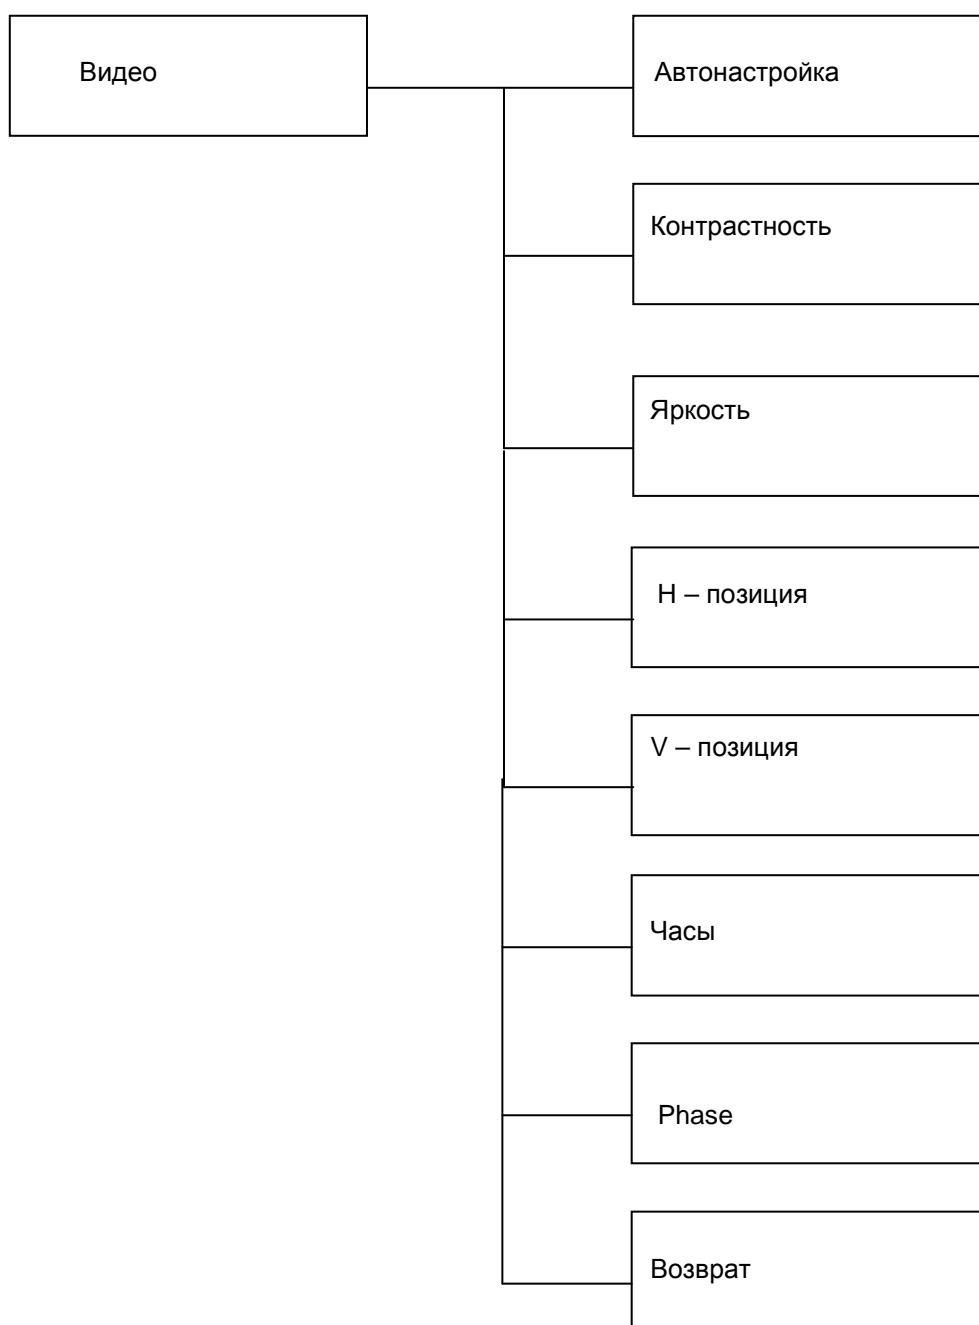 Видео
Автонастройка
Контрастность
Яркость
H – позиция
V – позиция
Часы
Phase
Возврат